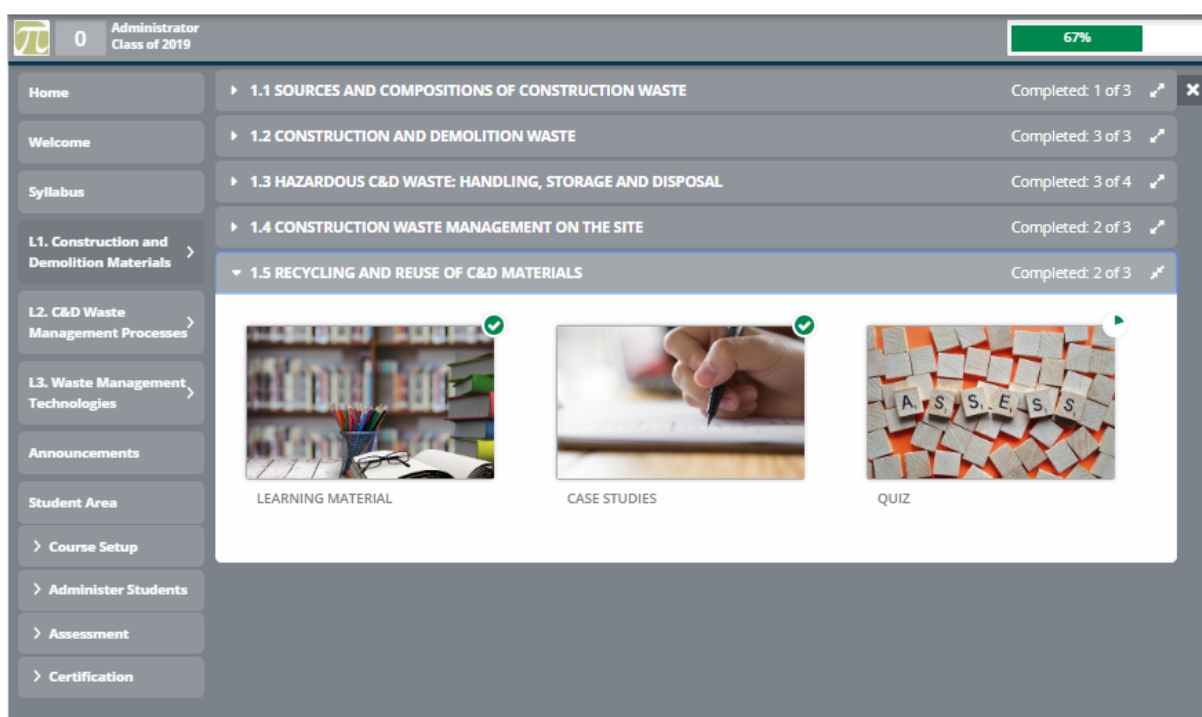 π
0
Administrator
Class of 2019
67%
Home
Welcome
Syllabus
L1. Construction and
Demolition Materials
L2. C&D Waste
Management Processes
L3. Waste Management
Technologies
Announcements
Student Area
Course Setup
Administer Students
Assessment
Certification
1.1 SOURCES AND COMPOSITIONS OF CONSTRUCTION WASTE
Completed: 1 of 3
1.2 CONSTRUCTION AND DEMOLITION WASTE
Completed: 3 of 3
1.3 HAZARDOUS C&D WASTE: HANDLING, STORAGE AND DISPOSAL
Completed: 3 of 4
1.4 CONSTRUCTION WASTE MANAGEMENT ON THE SITE
Completed: 2 of 3
1.5 RECYCLING AND REUSE OF C&D MATERIALS
Completed: 2 of 3
ASSESS
LEARNING MATERIAL
CASE STUDIES
QUIZ